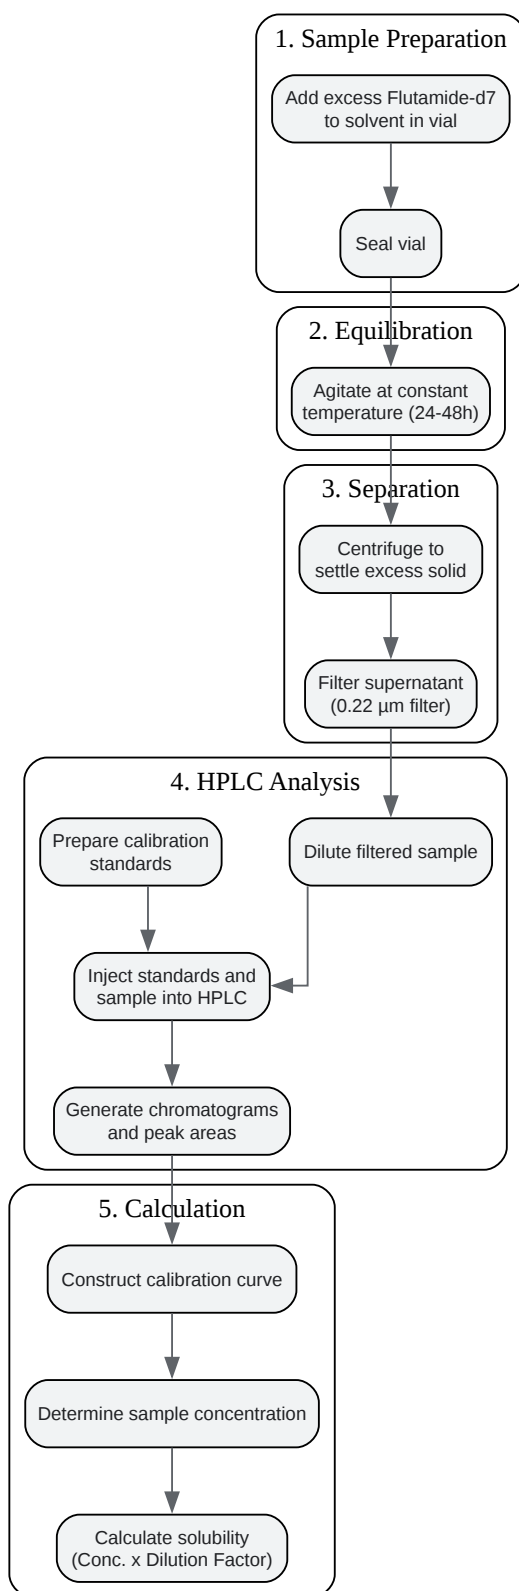 1. Sample Preparation
Add excess Flutamide-d7
to solvent in vial
Seal vial
2. Equilibration
Agitate at constant
temperature (24-48h)
3. Separation
Centrifuge to
settle excess solid
Filter supernatant
(0.22 µm filter)
4. HPLC Analysis
Prepare calibration
standards
Dilute filtered sample
Inject standards and
sample into HPLC
Generate chromatograms
and peak areas
5. Calculation
Construct calibration curve
Determine sample concentration
Calculate solubility
(Conc. x Dilution Factor)